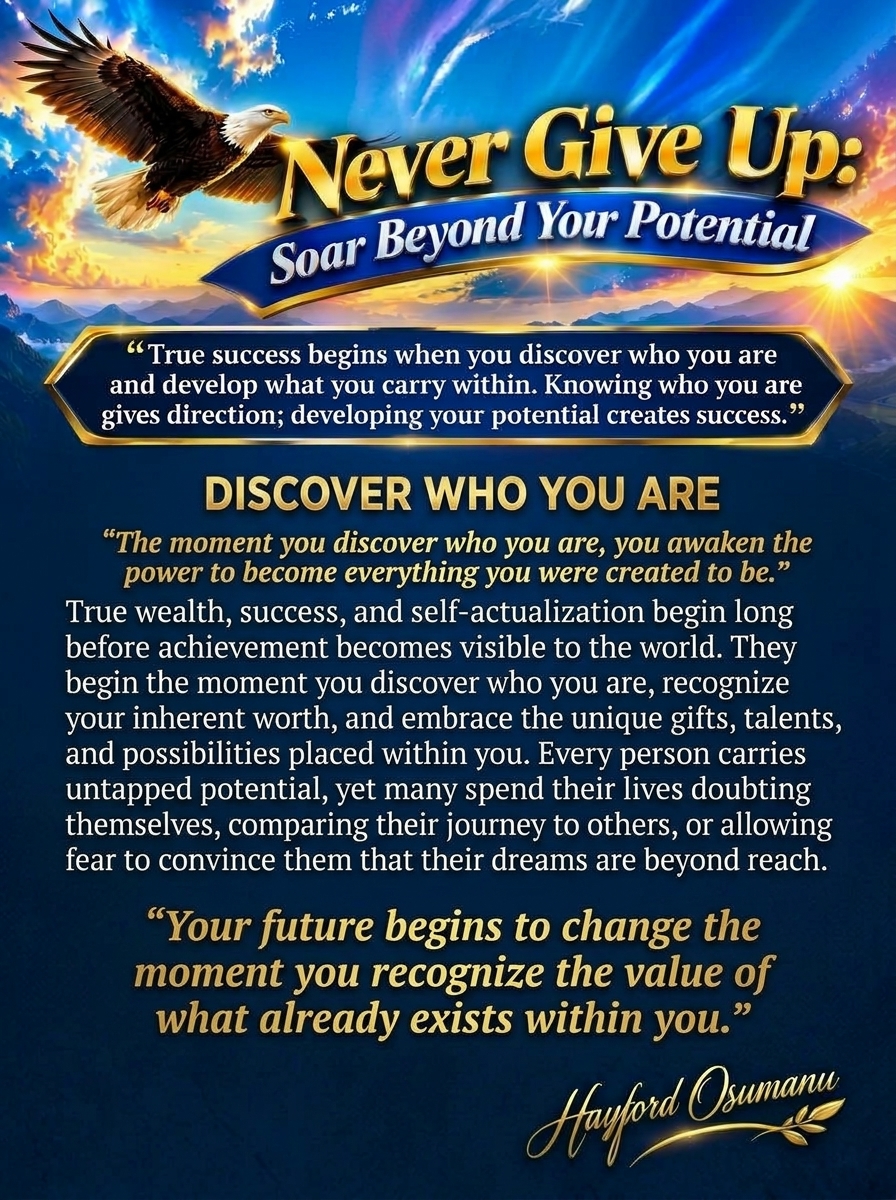 Never Give Up:
Soar Beyond Your Potential
“True success begins when you discover who you are
and develop what you carry within. Knowing who you are
gives direction; developing your potential creates success.”
DISCOVER WHO YOU ARE
“The moment you discover who you are, you awaken the
power to become everything you were created to be.”
True wealth, success, and self-actualization begin long
before achievement becomes visible to the world. They
begin the moment you discover who you are, recognize
your inherent worth, and embrace the unique gifts, talents,
and possibilities placed within you. Every person carries
untapped potential, yet many spend their lives doubting
themselves, comparing their journey to others, or allowing
fear to convince them that their dreams are beyond reach.
“Your future begins to change the
moment you recognize the value of
what already exists within you.”
Hayford Osumanu